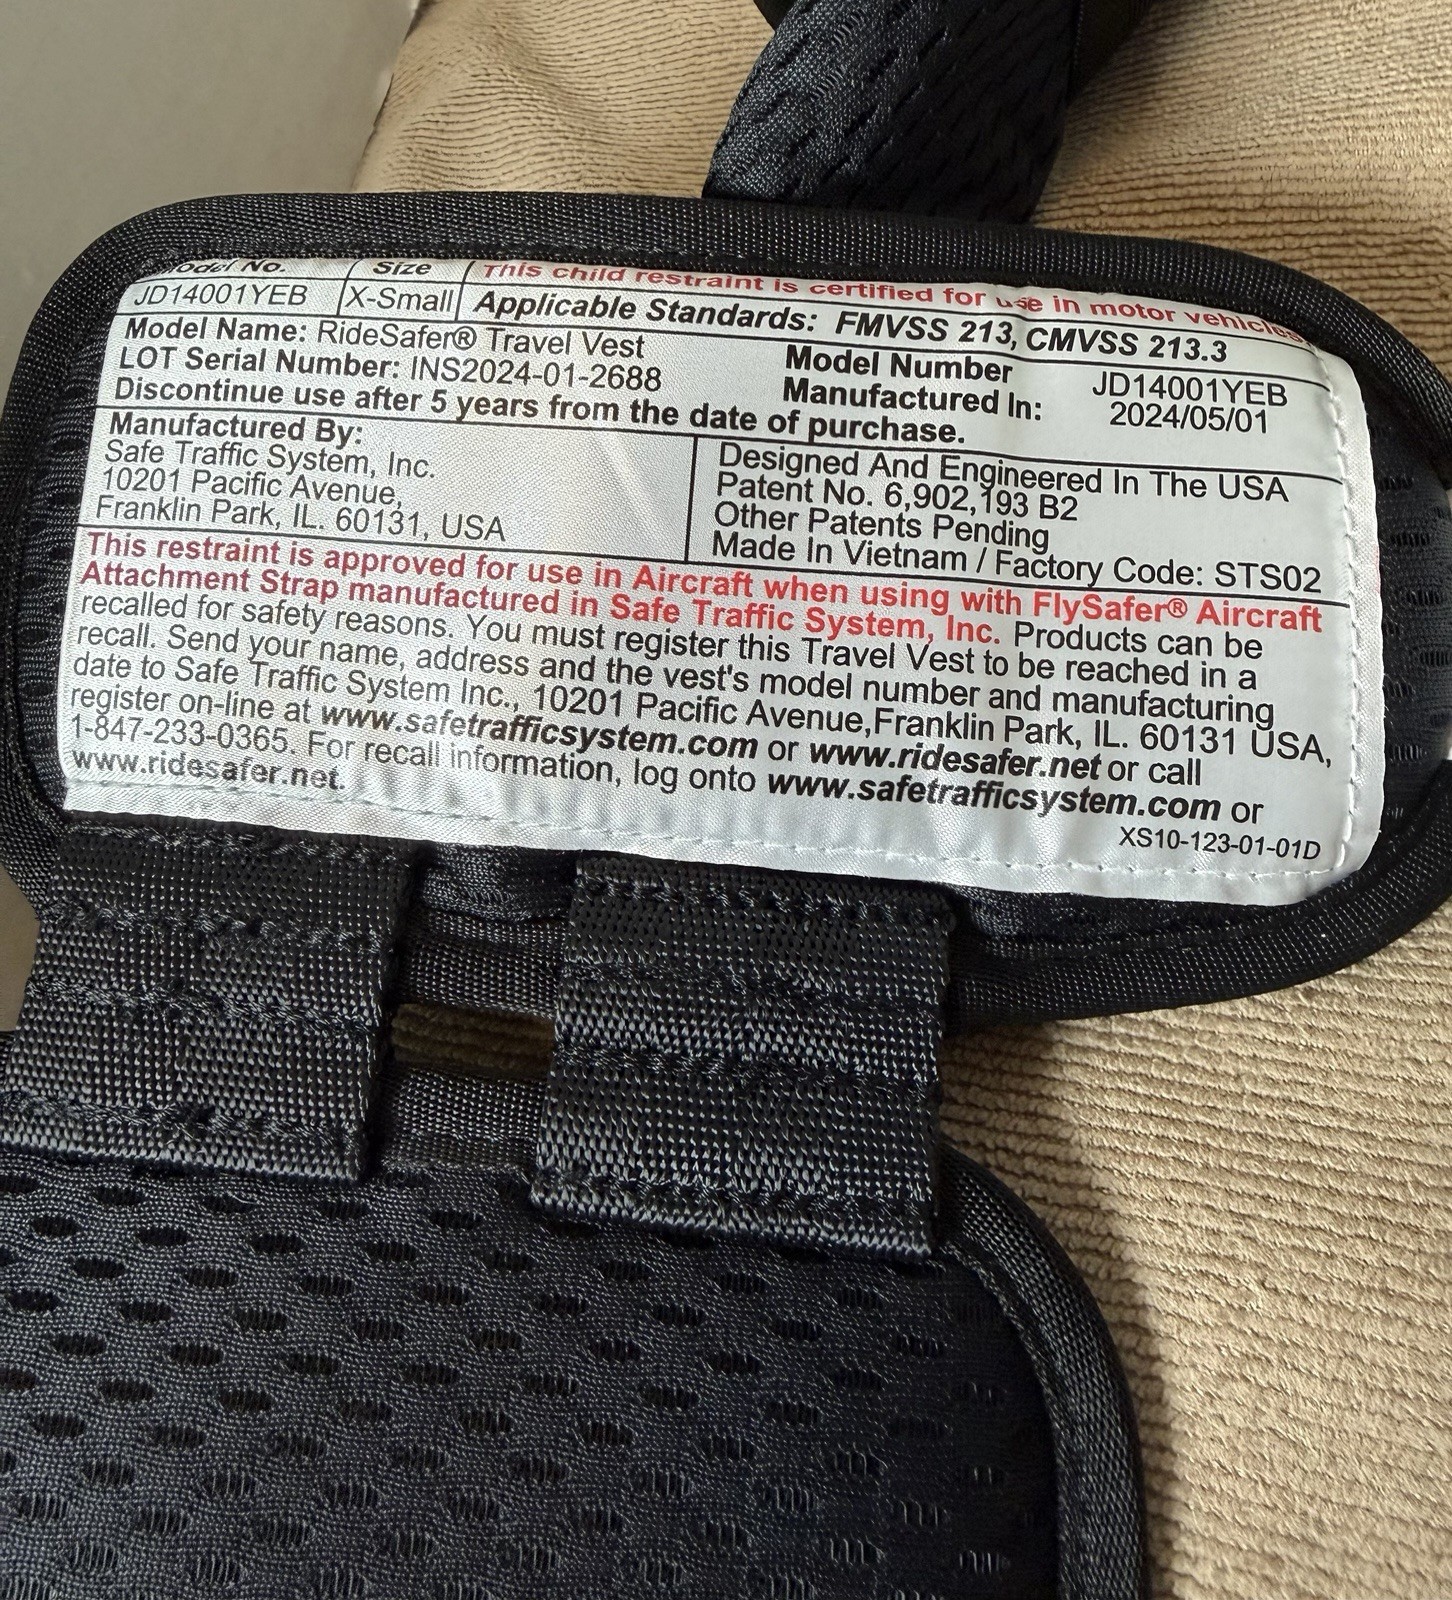 Model No. Size This child restraint is certified for use in motor vehicles.
JD14001YEB X-Small Applicable Standards: FMVSS 213, CMVSS 213.3
Model Name: RideSafer® Travel Vest
LOT Serial Number: INS2024-01-2688
Model Number JD14001YEB
Manufactured In: 2024/05/01
Discontinue use after 5 years from the date of purchase.
Manufactured By:
Safe Traffic System, Inc.
10201 Pacific Avenue,
Franklin Park, IL. 60131, USA
Designed And Engineered In The USA
Patent No. 6,902,193 B2
Other Patents Pending
Made In Vietnam / Factory Code: STS02
This restraint is approved for use in Aircraft when using with FlySafer® Aircraft
Attachment Strap manufactured in Safe Traffic System, Inc. Products can be
recalled for safety reasons. You must register this Travel Vest to be reached in a
recall. Send your name, address and the vest's model number and manufacturing
date to Safe Traffic System Inc., 10201 Pacific Avenue,Franklin Park, IL. 60131 USA,
register on-line at www.safetrafficsystem.com or www.ridesafer.net or call
1-847-233-0365. For recall information, log onto www.safetrafficsystem.com or
www.ridesafer.net.
XS10-123-01-01D